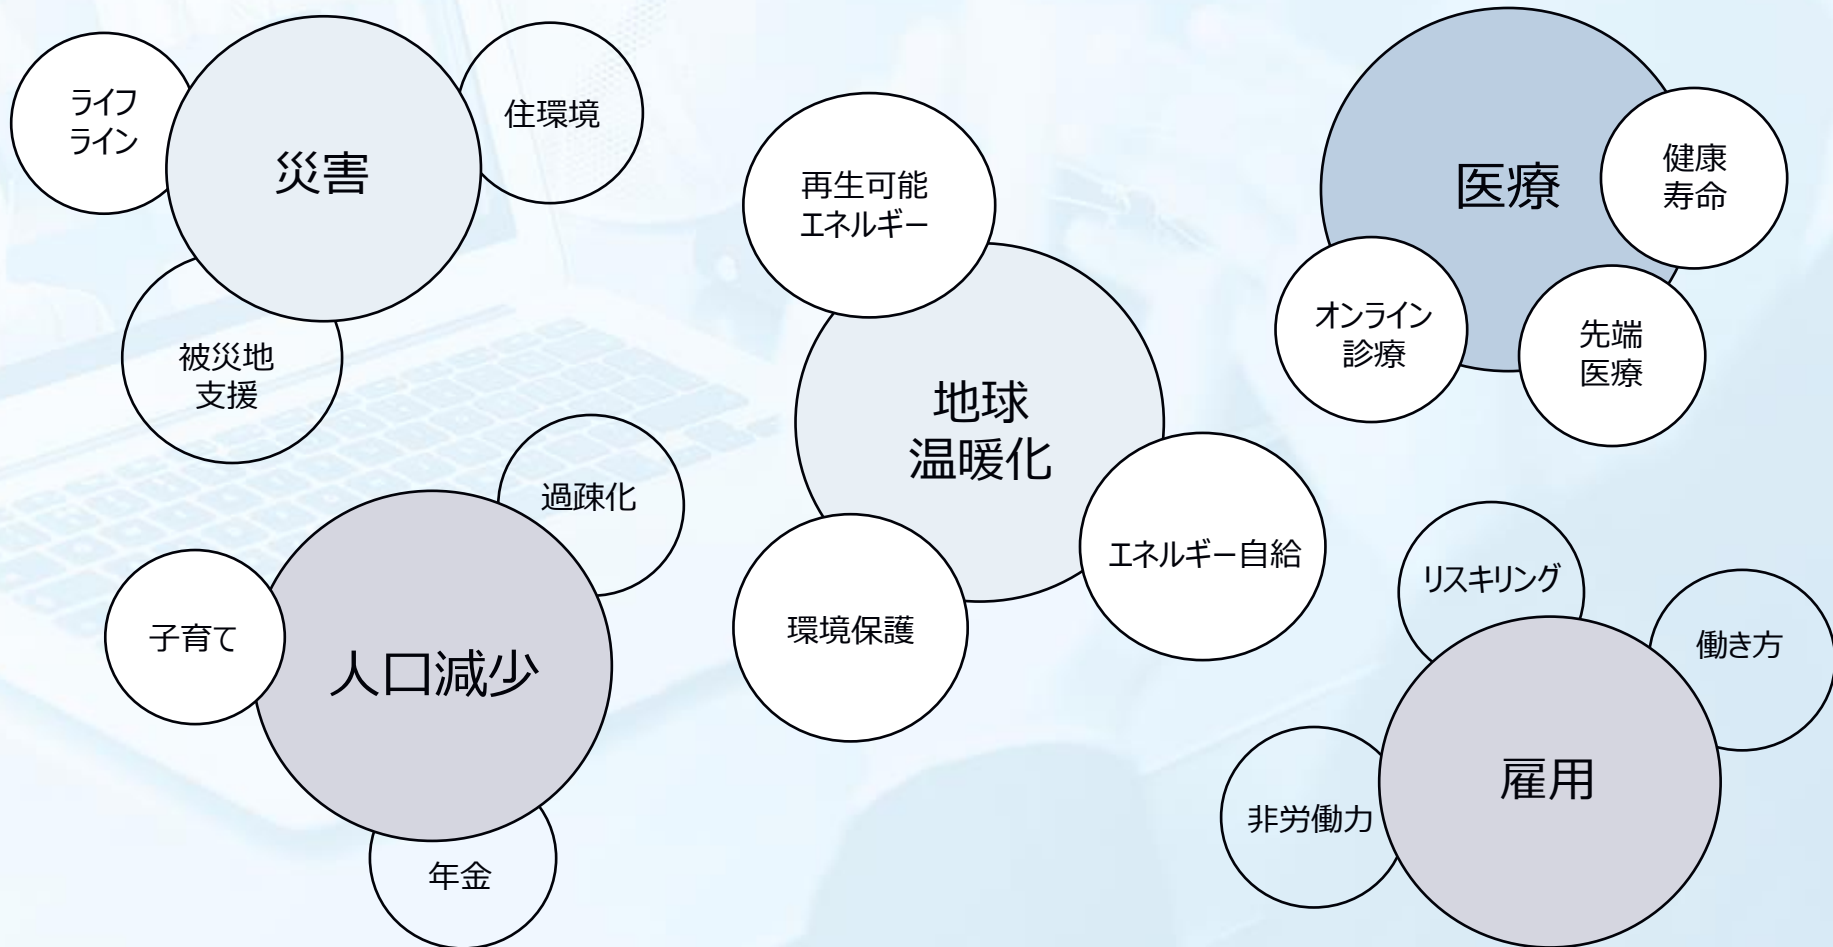 ライフ
ライン
災害
住環境
被災地
支援
再生可能
エネルギー
地球
温暖化
環境保護
エネルギー自給
医療
健康
寿命
オンライン
診療
先端
医療
過疎化
子育て
人口減少
年金
リスキリング
働き方
雇用
非労働力